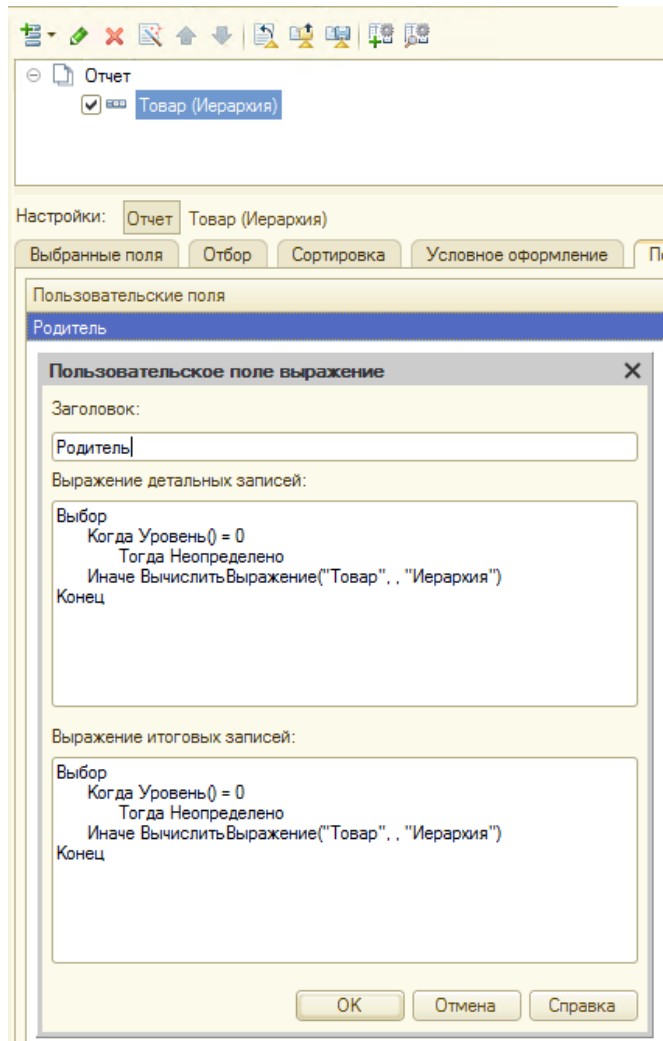 Отчет
Товар (Иерархия)
Настройки: Отчет Товар (Иерархия)
Выбранные поля Отбор Сортировка Условное оформление
Пользовательские поля
Родитель
Пользовательское поле выражение
Заголовок:
Родитель
Выражение детальных записей:
Выбор
Когда Уровень() = 0
Тогда Неопределено
Иначе ВычислитьВыражение("Товар", , "Иерархия")
Конец
Выражение итоговых записей:
Выбор
Когда Уровень() = 0
Тогда Неопределено
Иначе ВычислитьВыражение("Товар", , "Иерархия")
Конец
ОК Отмена Справка